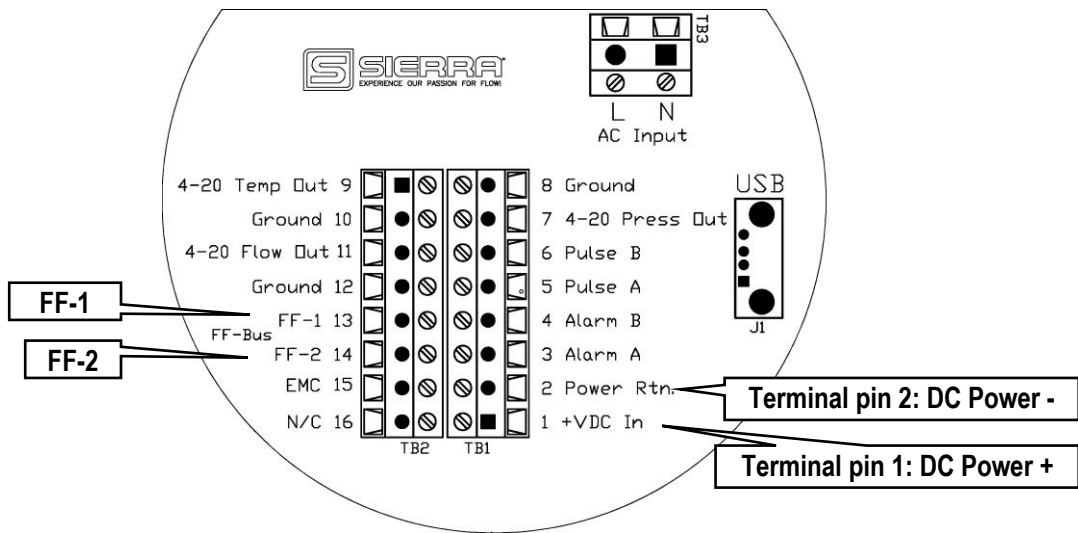 SIERRA
EXPERIENCE OUR PASSION FOR FLOW!
TB3
L N
AC Input
4-20 Temp Out 9
Ground 10
4-20 Flow Out 11
Ground 12
FF-1 13
FF-Bus
FF-2 14
EMC 15
N/C 16
TB2
TB1
8 Ground
7 4-20 Press Out
6 Pulse B
5 Pulse A
4 Alarm B
3 Alarm A
2 Power Rtn.
1 +VDC In
USB
J1
FF-1
FF-2
Terminal pin 2: DC Power -
Terminal pin 1: DC Power +